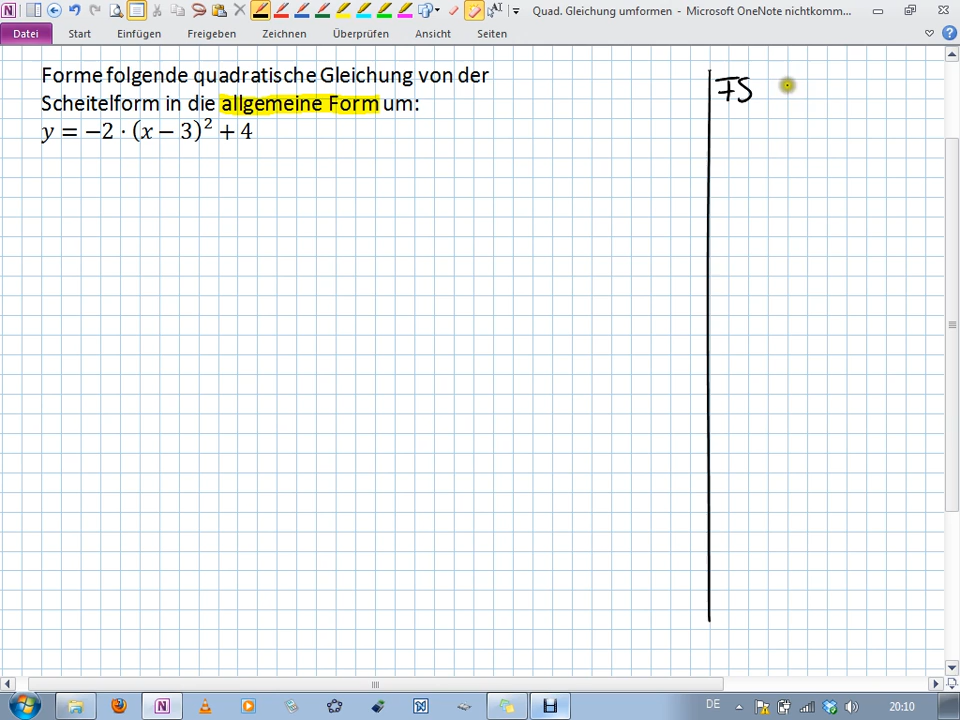 Quad. Gleichung umformen - Microsoft OneNote nichtkomm...
Datei Start Einfügen Freigeben Zeichnen Überprüfen Ansicht Seiten
Forme folgende quadratische Gleichung von der
Scheitelform in die allgemeine Form um:
y = −2 · (x − 3)² + 4
FS
DE 20:10